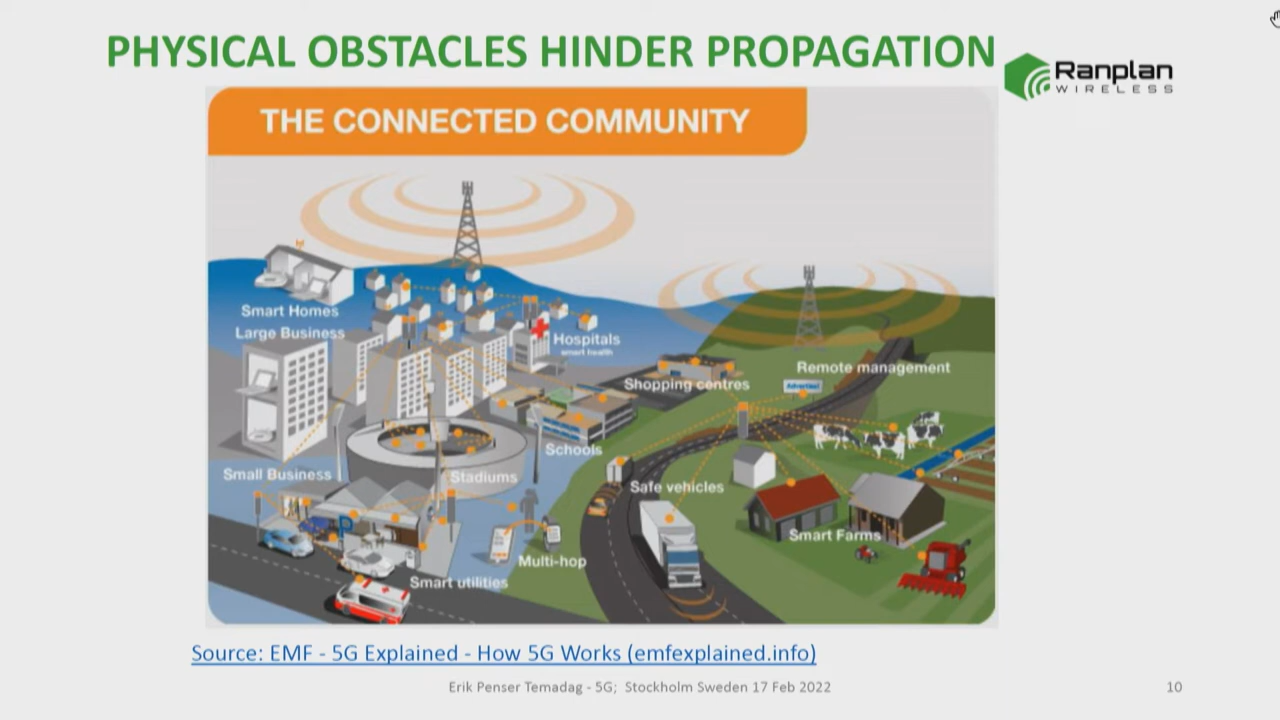 PHYSICAL OBSTACLES HINDER PROPAGATION
Ranplan
WIRELESS
THE CONNECTED COMMUNITY
Smart Homes
Large Business
Hospitals
smart health
Shopping centres
Remote management
Schools
Small Business
Stadiums
Safe vehicles
P
Smart Farms
Multi-hop
Smart utilities
Source: EMF - 5G Explained - How 5G Works (emfexplained.info)
Erik Penser Temadag - 5G; Stockholm Sweden 17 Feb 2022
10